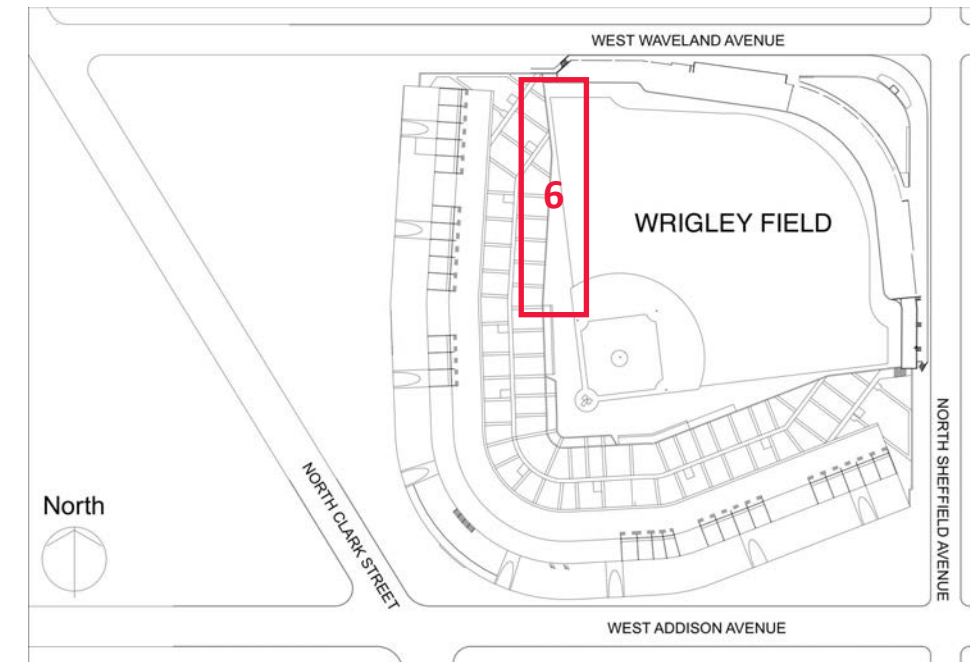 WEST WAVELAND AVENUE
6
WRIGLEY FIELD
NORTH SHEFFIELD AVENUE
North
NORTH CLARK STREET
WEST ADDISON AVENUE